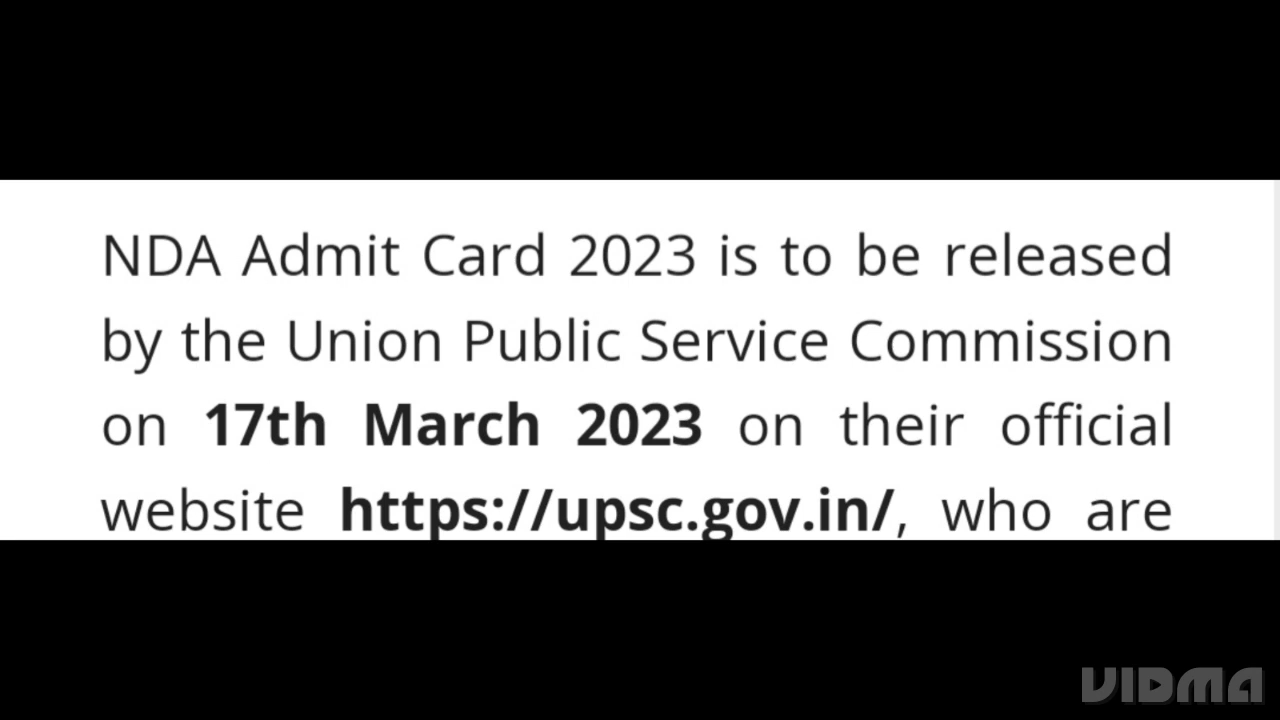 NDA Admit Card 2023 is to be released
by the Union Public Service Commission
on 17th March 2023 on their official
website https://upsc.gov.in/, who are
VIDMA